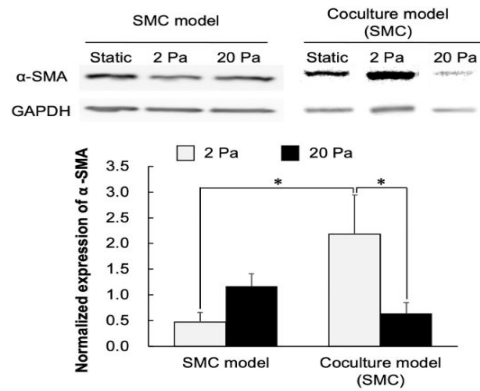 SMC model
Coculture model
(SMC)
Static 2 Pa 20 Pa
Static 2 Pa 20 Pa
α-SMA
GAPDH
2 Pa
20 Pa
Normalized expression of α -SMA
3.5
3.0
2.5
2.0
1.5
1.0
0.5
0.0
*
*
SMC model
Coculture model
(SMC)